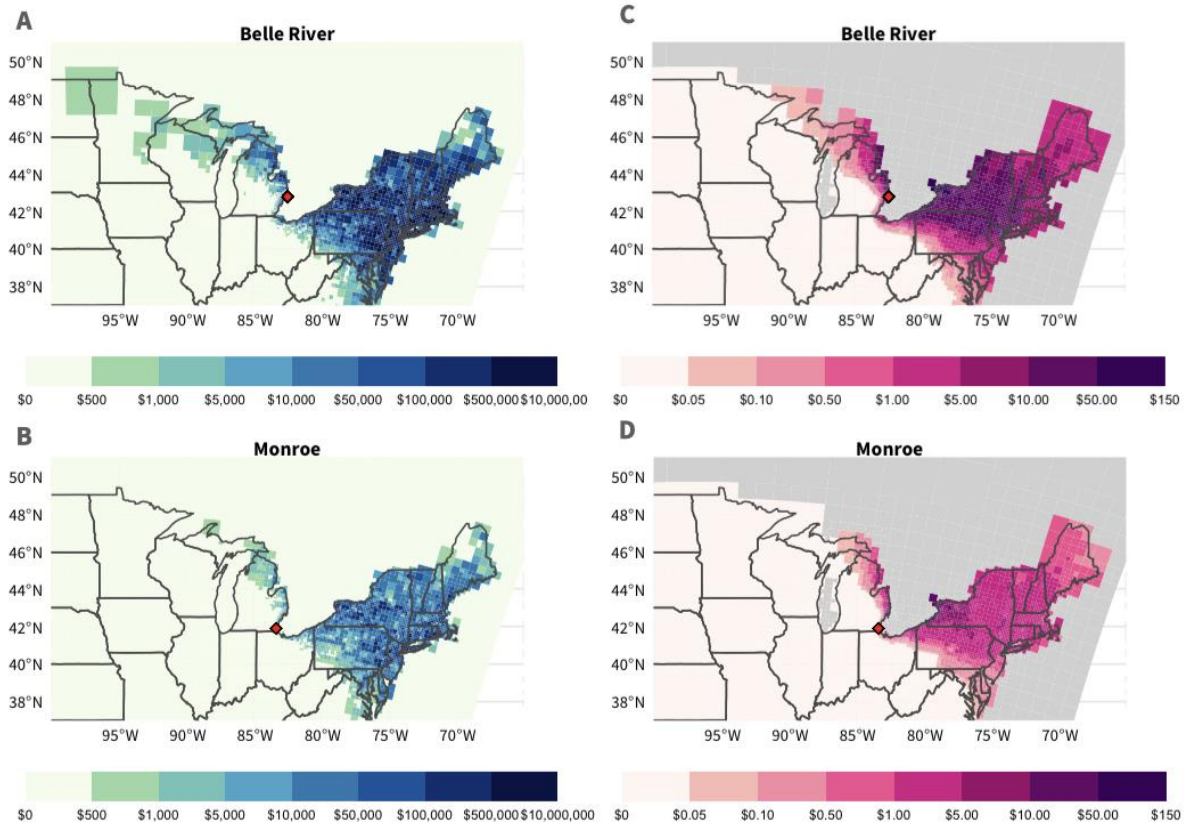 A
Belle River
50°N
48°N
46°N
44°N
42°N
40°N
38°N
95°W 90°W 85°W 80°W 75°W 70°W
$0 $500 $1,000 $5,000 $10,000 $50,000 $100,000 $500,000 $10,000,00
C
Belle River
50°N
48°N
46°N
44°N
42°N
40°N
38°N
95°W 90°W 85°W 80°W 75°W 70°W
$0 $0.05 $0.10 $0.50 $1.00 $5.00 $10.00 $50.00 $150
B
Monroe
50°N
48°N
46°N
44°N
42°N
40°N
38°N
95°W 90°W 85°W 80°W 75°W 70°W
$0 $500 $1,000 $5,000 $10,000 $50,000 $100,000 $500,000 $10,000,000
D
Monroe
50°N
48°N
46°N
44°N
42°N
40°N
38°N
95°W 90°W 85°W 80°W 75°W 70°W
$0 $0.05 $0.10 $0.50 $1.00 $5.00 $10.00 $50.00 $150